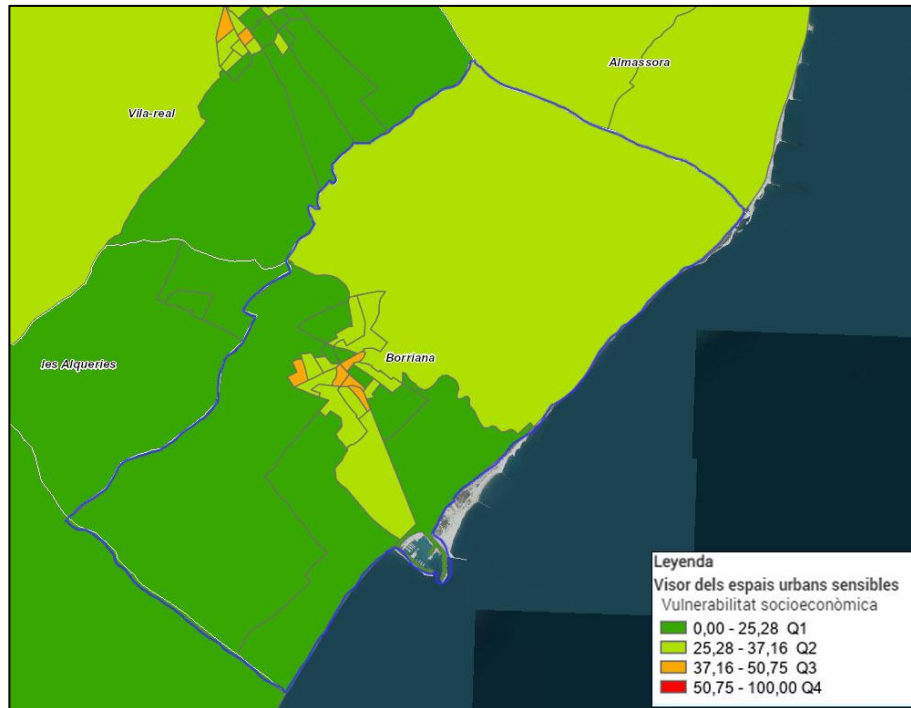 Almassora
Vila-real
Borriana
les Alqueries
Leyenda
Visor dels espais urbans sensibles
Vulnerabilitat socioeconòmica
0,00 - 25,28 Q1
25,28 - 37,16 Q2
37,16 - 50,75 Q3
50,75 - 100,00 Q4